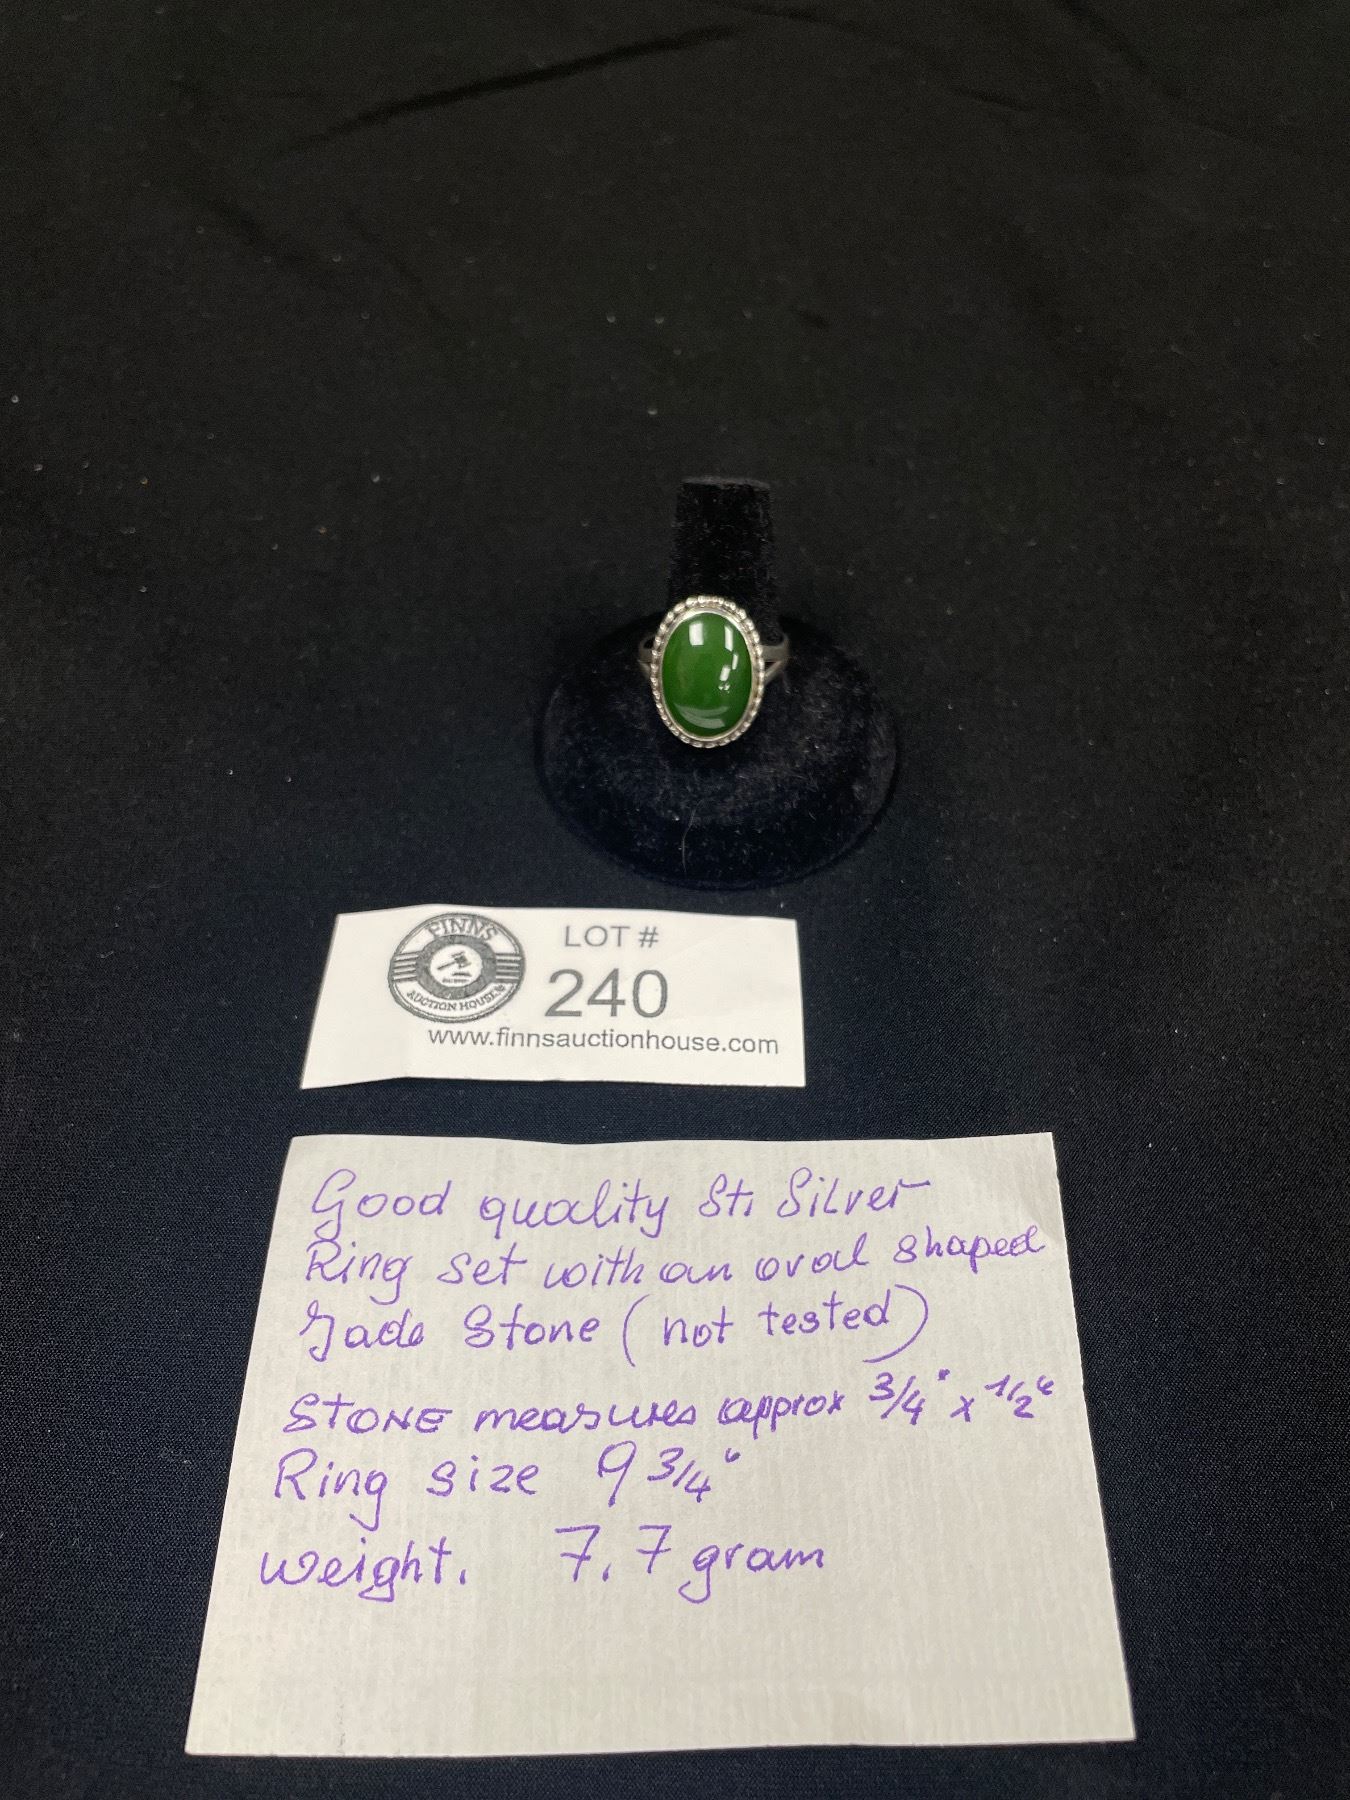 FINNS
AUCTION HOUSE
LOT #
240
www.finnsauctionhouse.com
Good quality St. Silver
Ring set with an oval shaped
Jade Stone (not tested)
STONE measures approx 3/4" x 1/2"
Ring size 9 3/4"
weight. 7.7 gram